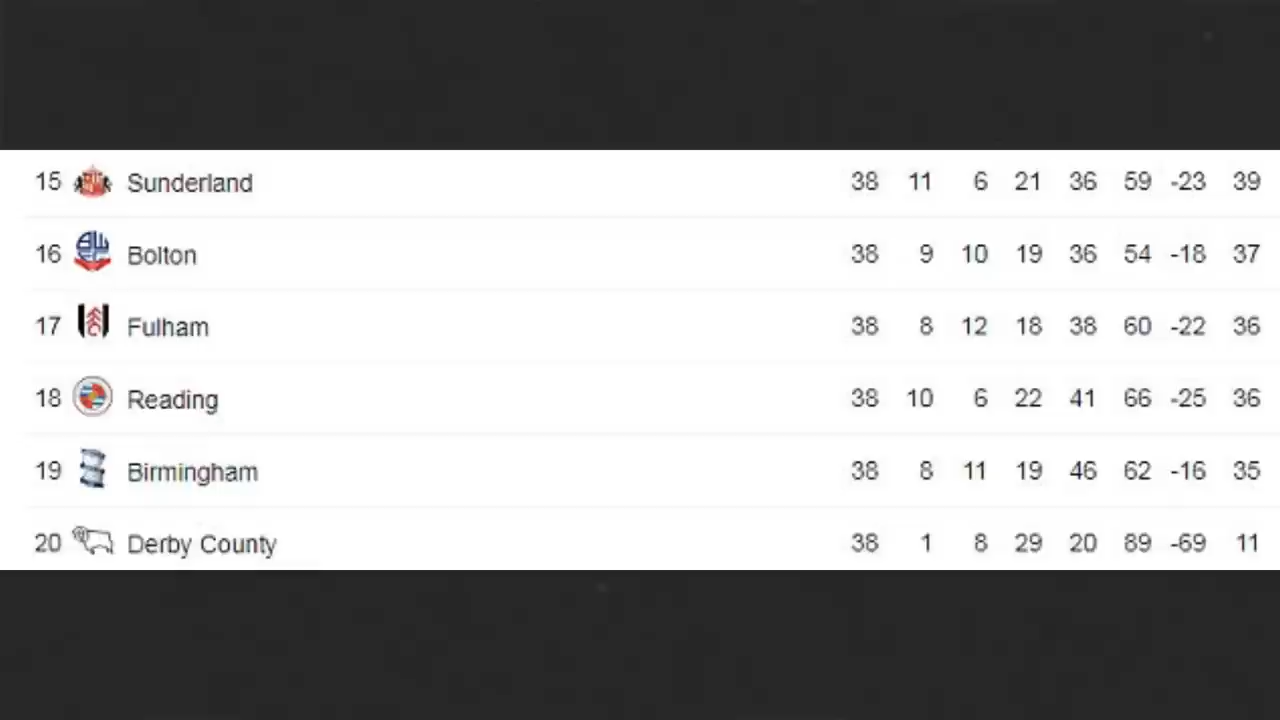 15 Sunderland 38 11 6 21 36 59 -23 39
16 Bolton 38 9 10 19 36 54 -18 37
17 Fulham 38 8 12 18 38 60 -22 36
18 Reading 38 10 6 22 41 66 -25 36
19 Birmingham 38 8 11 19 46 62 -16 35
20 Derby County 38 1 8 29 20 89 -69 11